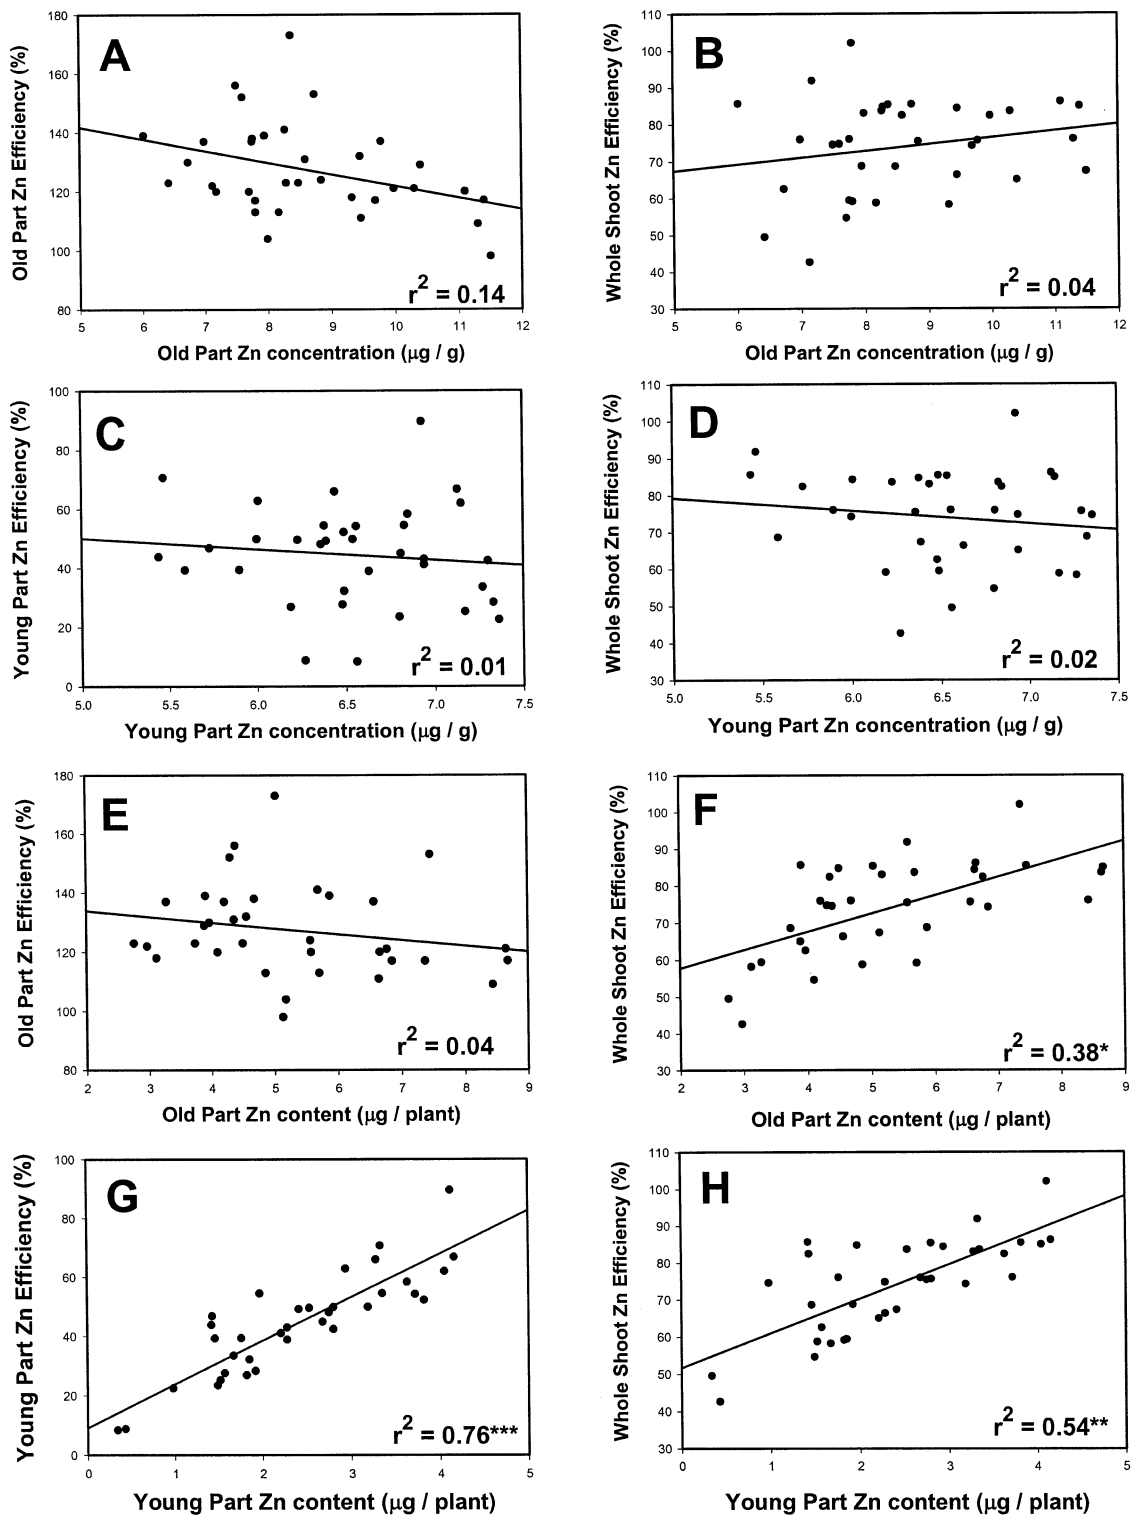 A
Old Part Zn Efficiency (%)
180
160
140
120
100
80
r2 = 0.14
5 6 7 8 9 10 11 12
Old Part Zn concentration (µg / g)
B
Whole Shoot Zn Efficiency (%)
110
100
90
80
70
60
50
40
30
r2 = 0.04
5 6 7 8 9 10 11 12
Old Part Zn concentration (µg / g)
C
Young Part Zn Efficiency (%)
100
80
60
40
20
0
r2 = 0.01
5.0 5.5 6.0 6.5 7.0 7.5
Young Part Zn concentration (µg / g)
D
Whole Shoot Zn Efficiency (%)
110
100
90
80
70
60
50
40
30
r2 = 0.02
5.0 5.5 6.0 6.5 7.0 7.5
Young Part Zn concentration (µg / g)
E
Old Part Zn Efficiency (%)
180
160
140
120
100
80
r2 = 0.04
2 3 4 5 6 7 8 9
Old Part Zn content (µg / plant)
F
Whole Shoot Zn Efficiency (%)
110
100
90
80
70
60
50
40
30
r2 = 0.38*
2 3 4 5 6 7 8 9
Old Part Zn content (µg / plant)
G
Young Part Zn Efficiency (%)
100
80
60
40
20
0
r2 = 0.76***
0 1 2 3 4 5
Young Part Zn content (µg / plant)
H
Whole Shoot Zn Efficiency (%)
110
100
90
80
70
60
50
40
30
r2 = 0.54**
0 1 2 3 4 5
Young Part Zn content (µg / plant)